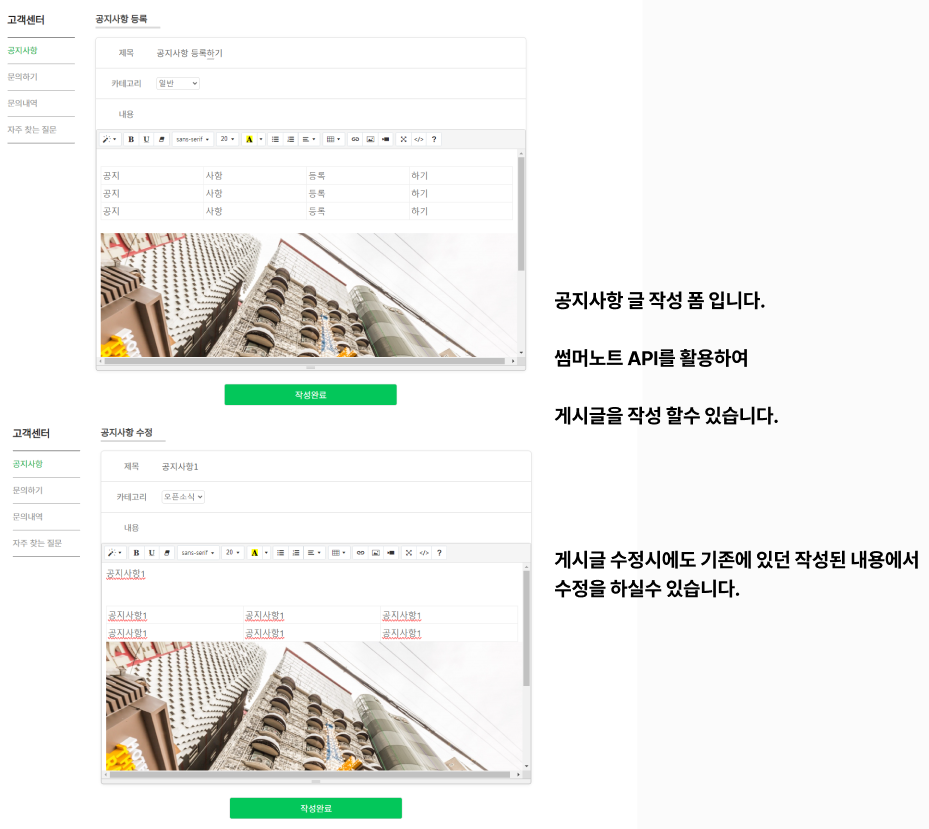 고객센터
공지사항
문의하기
문의내역
자주 찾는 질문
공지사항 등록
제목 공지사항 등록하기
카테고리 일반
내용
B U sans-serif 20 A </> ?
공지 사항 등록 하기
공지 사항 등록 하기
공지 사항 등록 하기
작성완료
공지사항 글 작성 폼 입니다.
썸머노트 API를 활용하여
게시글을 작성 할수 있습니다.
고객센터
공지사항
문의하기
문의내역
자주 찾는 질문
공지사항 수정
제목 공지사항1
카테고리 오픈소식
내용
B U sans-serif 20 A </> ?
공지사항1
공지사항1 공지사항1 공지사항1
공지사항1 공지사항1 공지사항1
작성완료
게시글 수정시에도 기존에 있던 작성된 내용에서
수정을 하실수 있습니다.